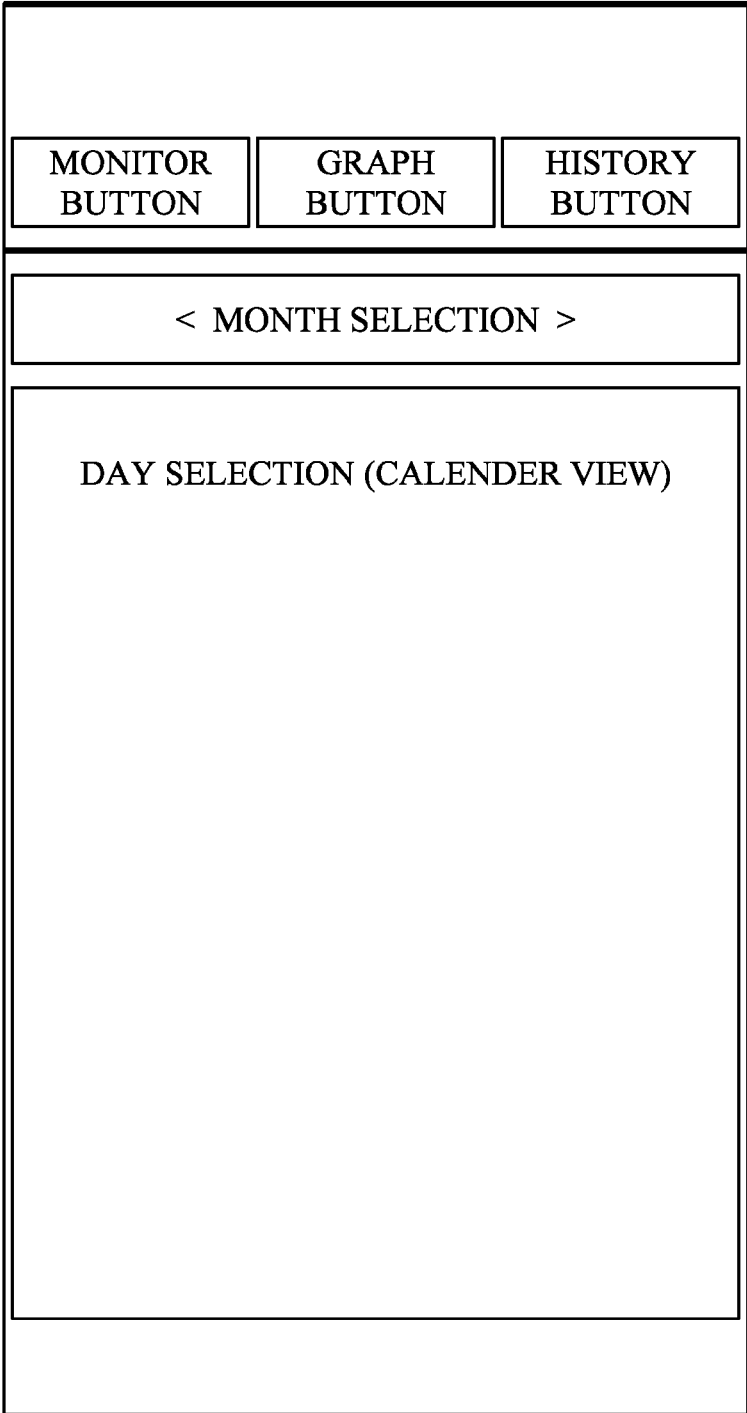 MONITOR
BUTTON
GRAPH
BUTTON
HISTORY
BUTTON
< MONTH SELECTION >
DAY SELECTION (CALENDER VIEW)